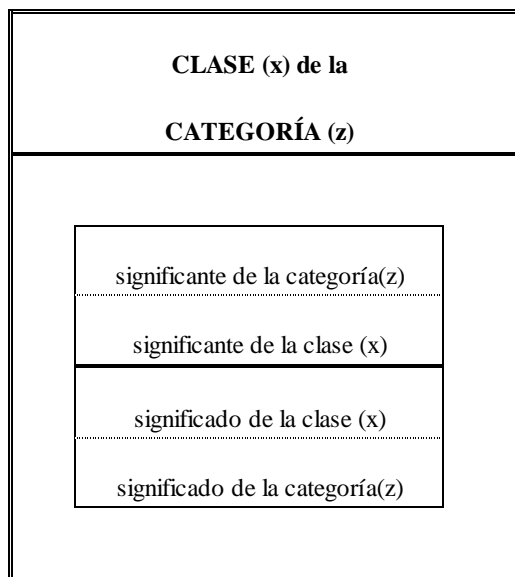 CLASE (x) de la
CATEGORÍA (z)
significante de la categoría(z)
significante de la clase (x)
significado de la clase (x)
significado de la categoría(z)